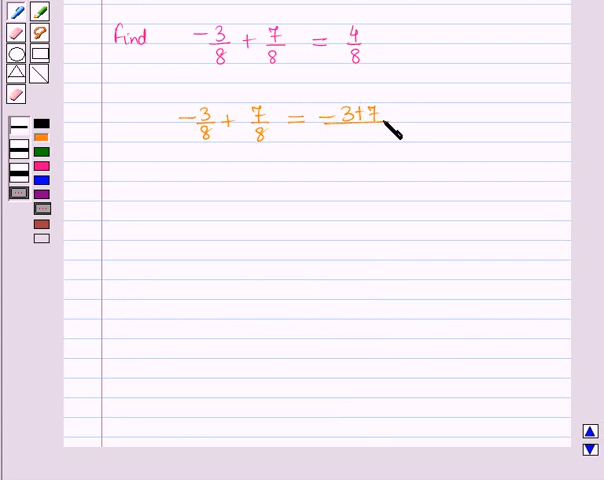 find -3/8 + 7/8 = 4/8
-3/8 + 7/8 = -3+7